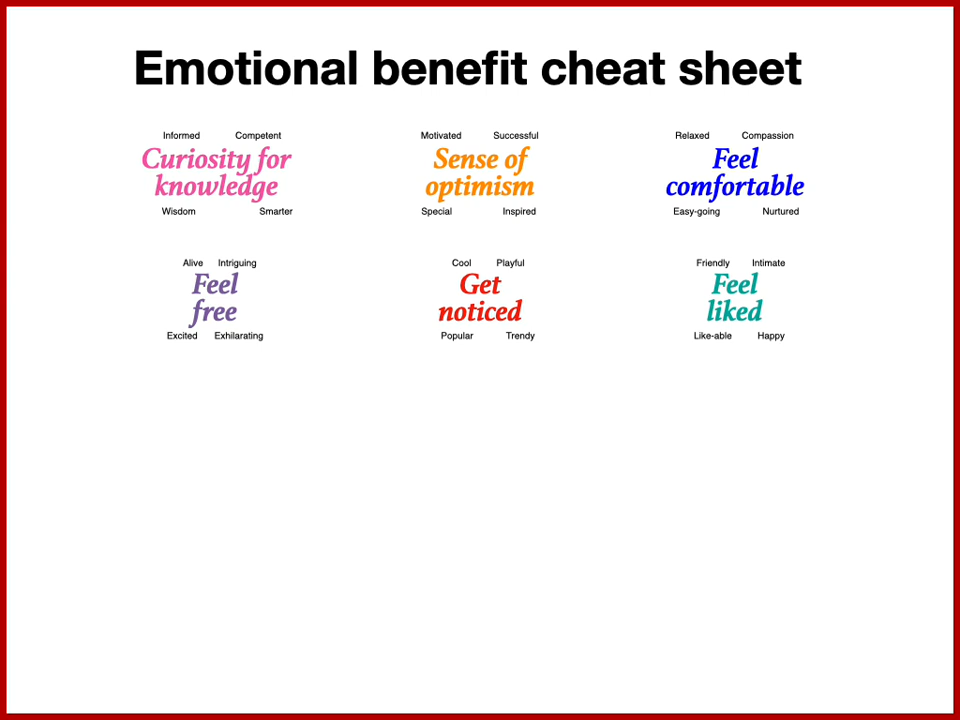 Emotional benefit cheat sheet
Informed Competent
Curiosity for
knowledge
Wisdom Smarter
Motivated Successful
Sense of
optimism
Special Inspired
Relaxed Compassion
Feel
comfortable
Easy-going Nurtured
Alive Intriguing
Feel
free
Excited Exhilarating
Cool Playful
Get
noticed
Popular Trendy
Friendly Intimate
Feel
liked
Like-able Happy